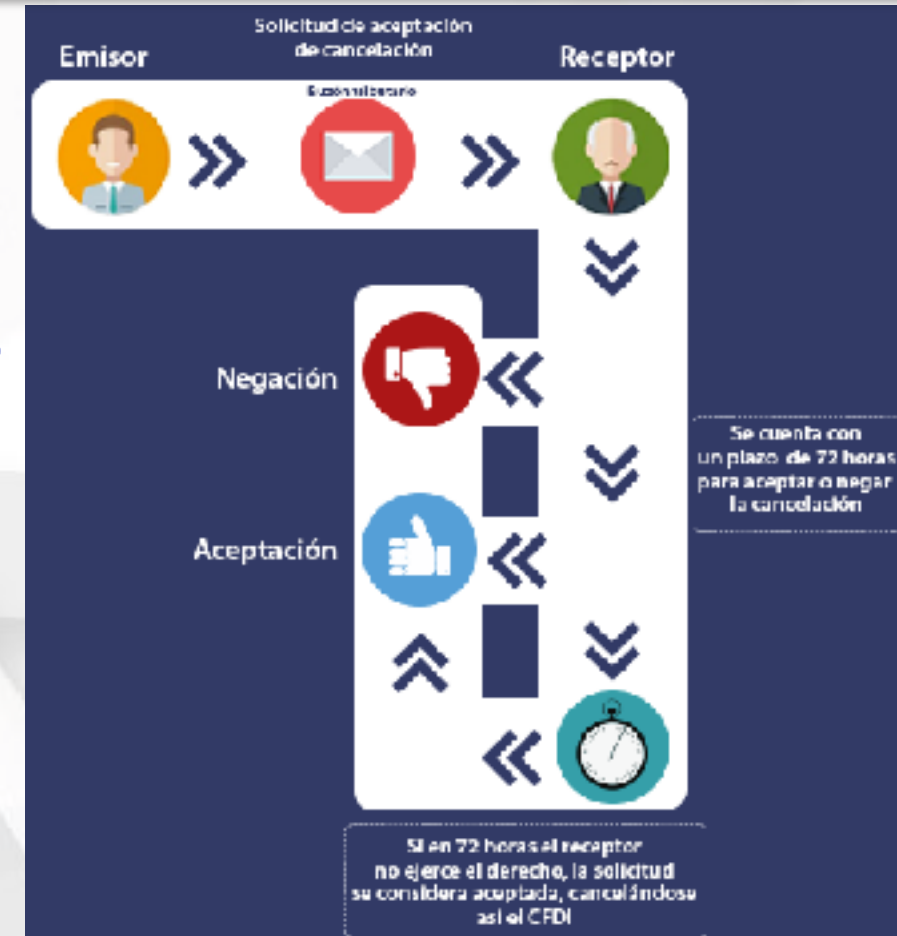 Solicitud de aceptación
de cancelación
Emisor
Receptor
Buzón tributario
Negación
Se cuenta con
un plazo de 72 horas
para aceptar o negar
la cancelación
Aceptación
Si en 72 horas el receptor
no ejerce el derecho, la solicitud
se considera aceptada, cancelándose
así el CFDI